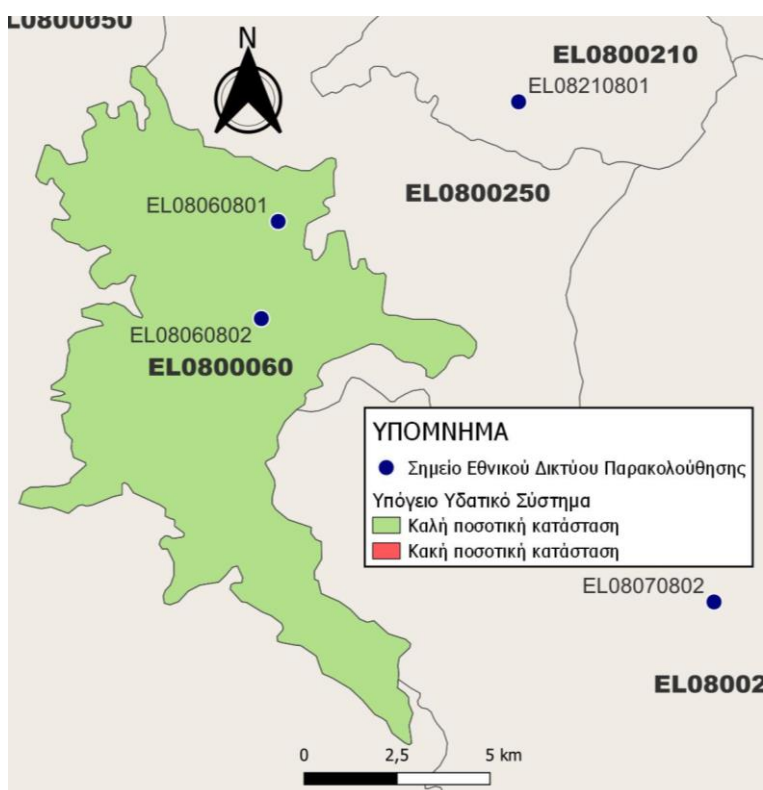 EL0800050
N
EL0800210
EL08210801
EL0800250
EL08060801
EL08060802
EL0800060
ΥΠΟΜΝΗΜΑ
Σημείο Εθνικού Δικτύου Παρακολούθησης
Υπόγειο Υδατικό Σύστημα
Καλή ποσοτική κατάσταση
Κακή ποσοτική κατάσταση
EL08070802
EL08002
0 2,5 5 km